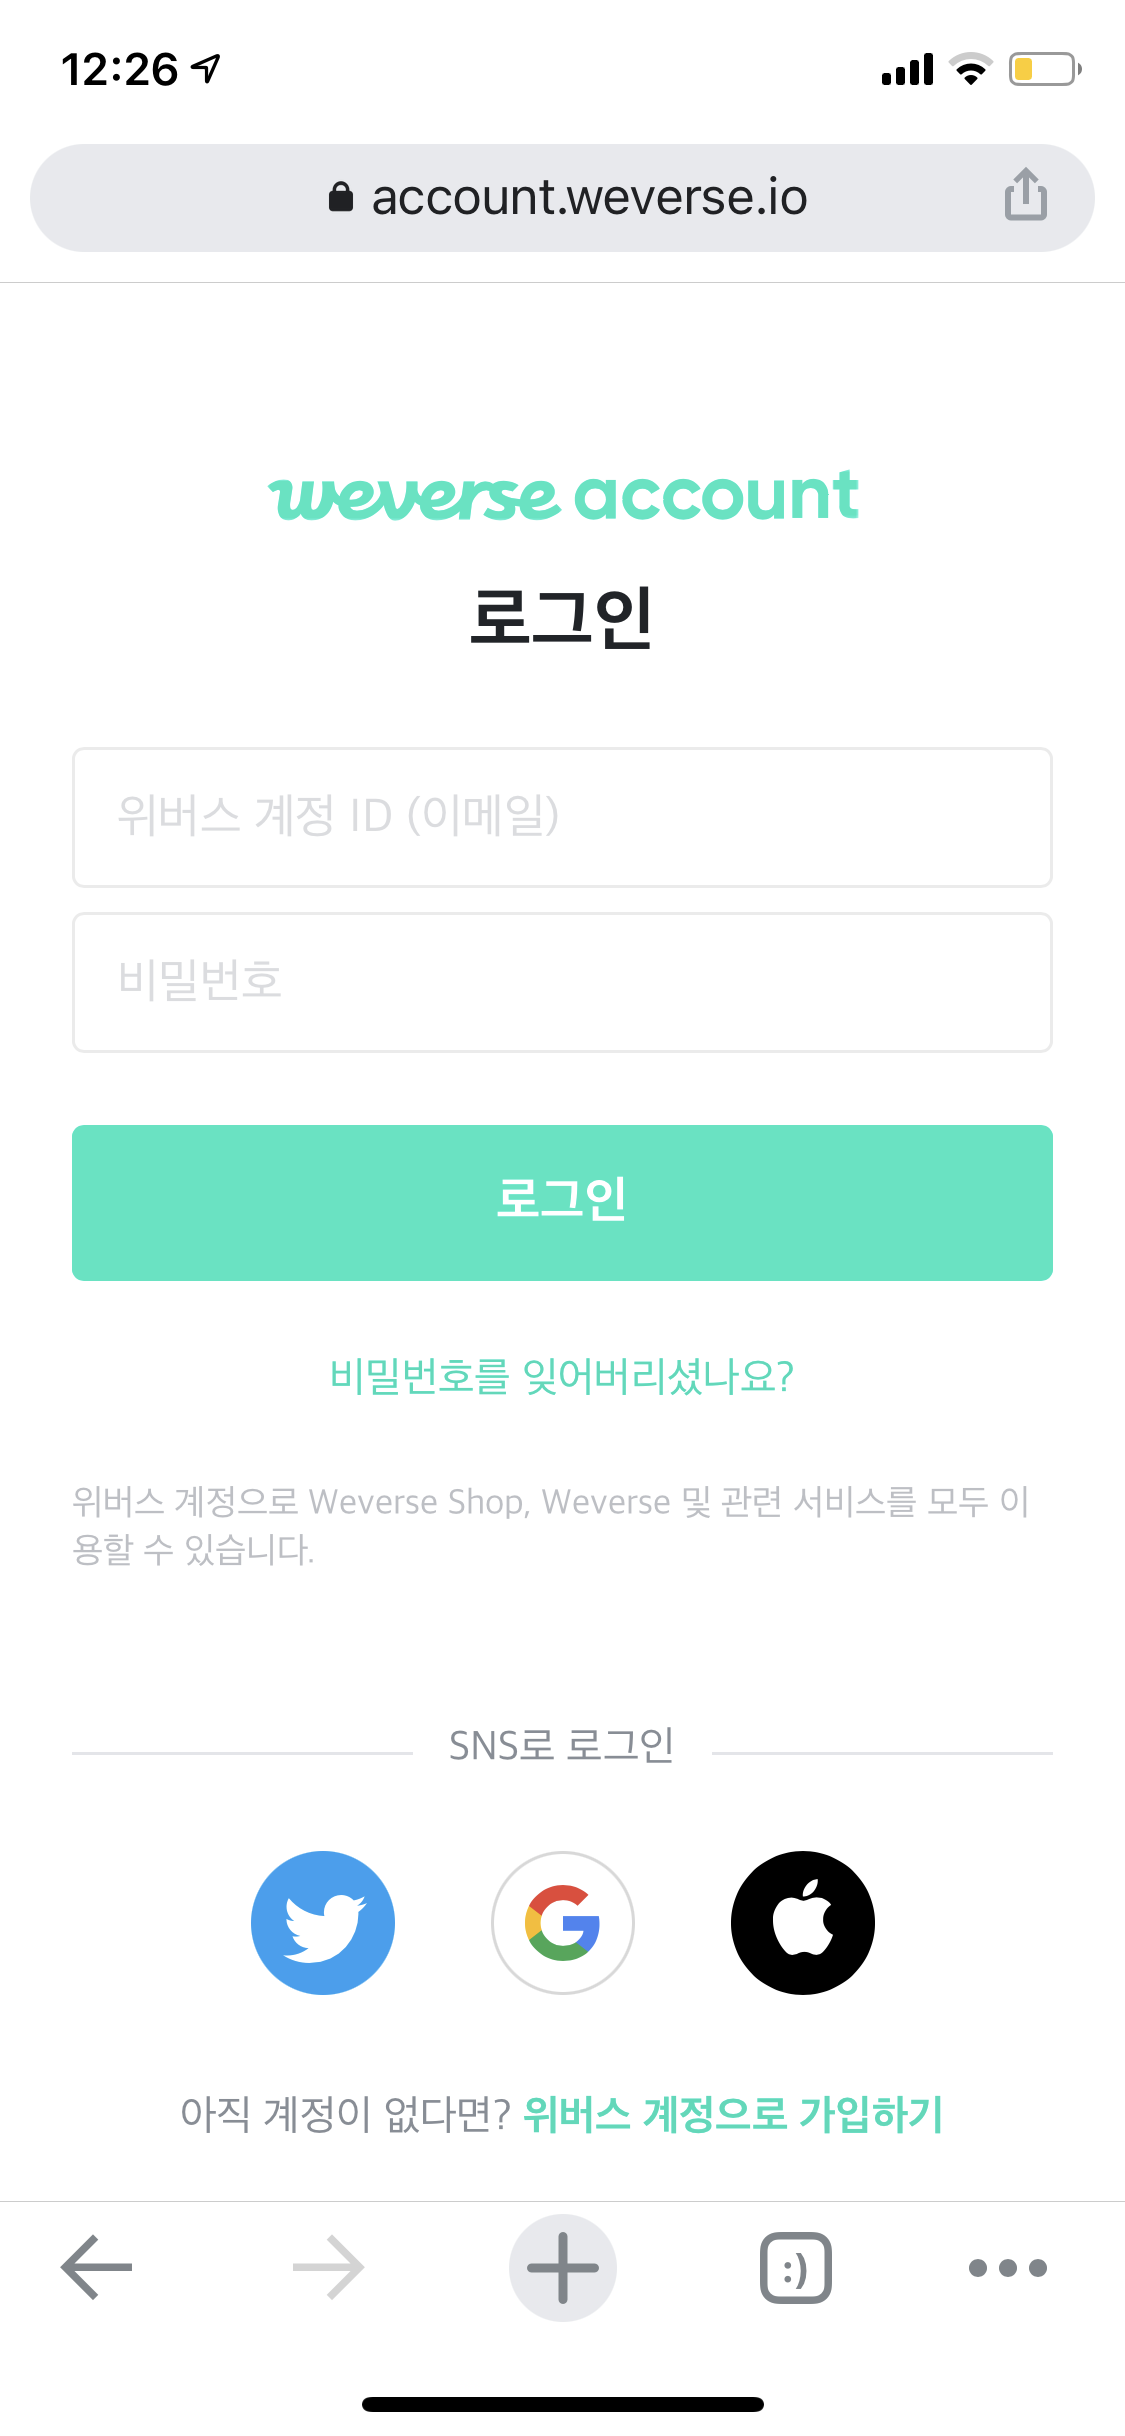 12:26
account.weverse.io
weverse account
로그인
위버스 계정 ID (이메일)
비밀번호
로그인
비밀번호를 잊어버리셨나요?
위버스 계정으로 Weverse Shop, Weverse 및 관련 서비스를 모두 이
용할 수 있습니다.
SNS로 로그인
아직 계정이 없다면? 위버스 계정으로 가입하기
:)